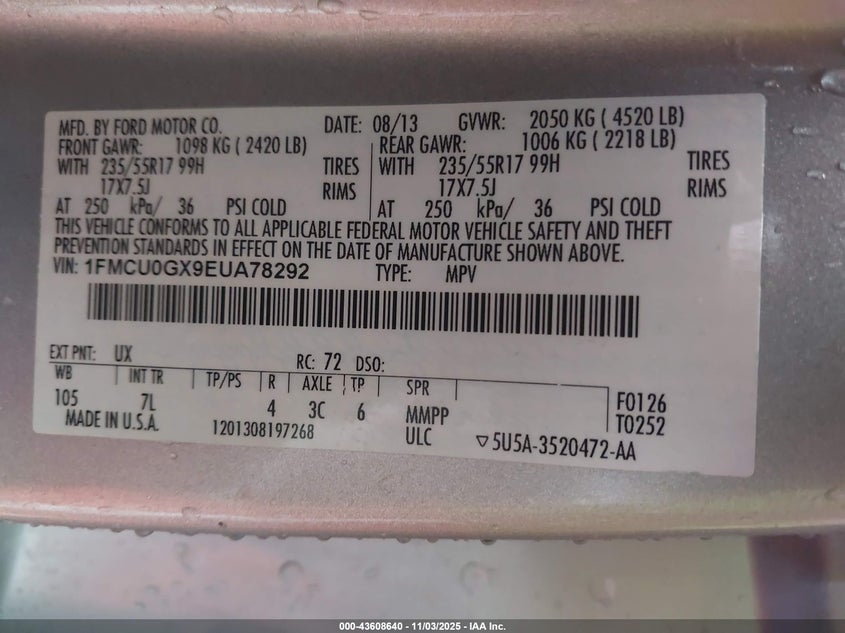 MFD. BY FORD MOTOR CO. DATE: 08/13 GVWR: 2050 KG ( 4520 LB)
FRONT GAWR: 1098 KG ( 2420 LB) REAR GAWR: 1006 KG ( 2218 LB)
WITH 235/55R17 99H TIRES WITH 235/55R17 99H TIRES
17X7.5J RIMS 17X7.5J RIMS
AT 250 kPa/ 36 PSI COLD AT 250 kPa/ 36 PSI COLD
THIS VEHICLE CONFORMS TO ALL APPLICABLE FEDERAL MOTOR VEHICLE SAFETY AND THEFT
PREVENTION STANDARDS IN EFFECT ON THE DATE OF MANUFACTURE SHOWN ABOVE.
VIN: 1FMCU0GX9EUA78292 TYPE: MPV
EXT PNT: UX RC: 72 DSO:
WB INT TR TP/PS R AXLE TP SPR
105 7L 4 3C 6 MMPP F0126
MADE IN U.S.A. 1201308197268 ULC T0252
▽5U5A-3520472-AA
000-43608640 - 11/03/2025 - IAA Inc.